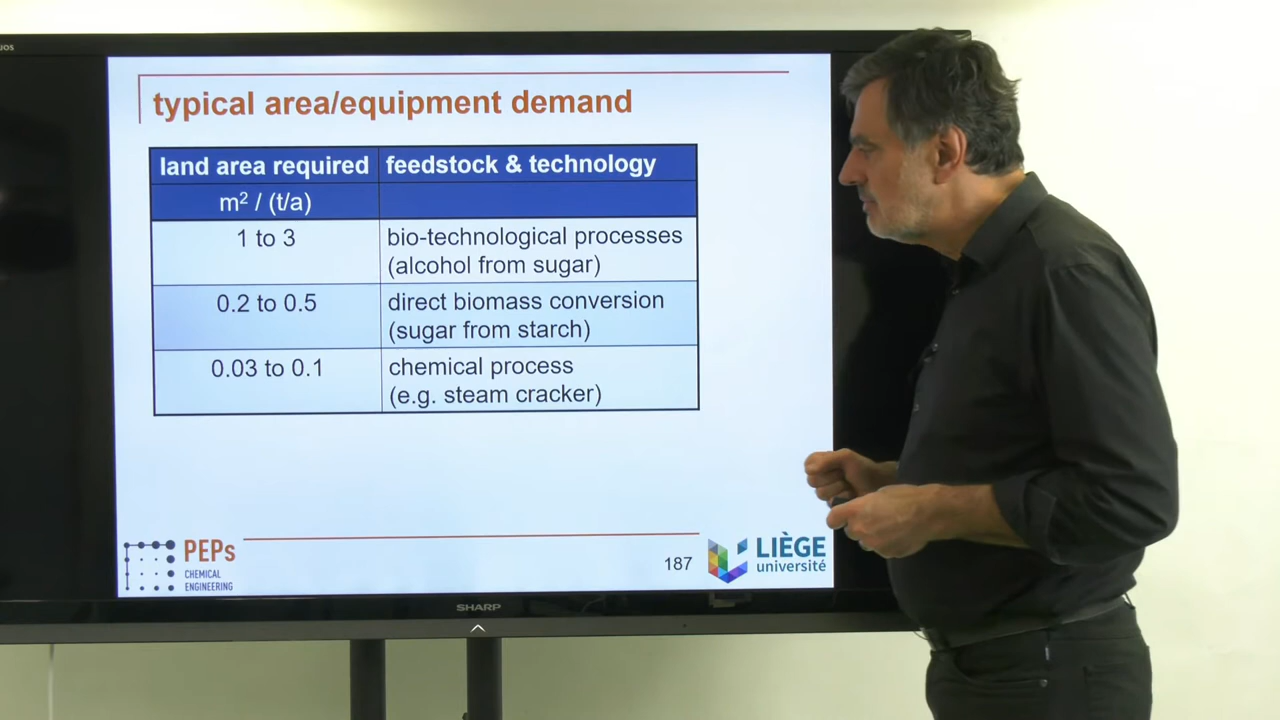 typical area/equipment demand
land area required feedstock & technology
m² / (t/a)
1 to 3 bio-technological processes
(alcohol from sugar)
0.2 to 0.5 direct biomass conversion
(sugar from starch)
0.03 to 0.1 chemical process
(e.g. steam cracker)
PEPs
CHEMICAL
ENGINEERING
187
LIÈGE
université
SHARP